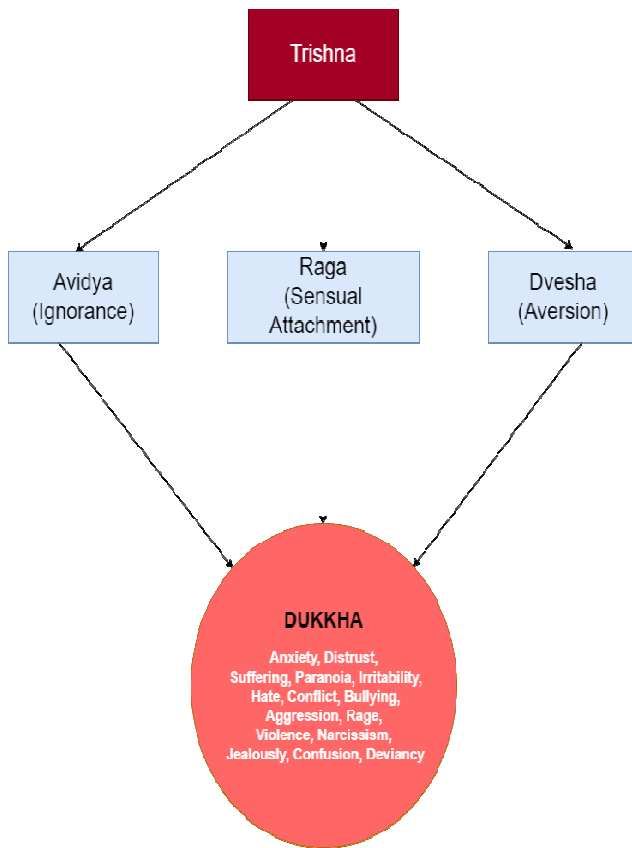 Trishna
Avidya
(Ignorance)
Raga
(Sensual
Attachment)
Dvesha
(Aversion)
DUKKHA
Anxiety, Distrust,
Suffering, Paranoia, Irritability,
Hate, Conflict, Bullying,
Aggression, Rage,
Violence, Narcissism,
Jealously, Confusion, Deviancy